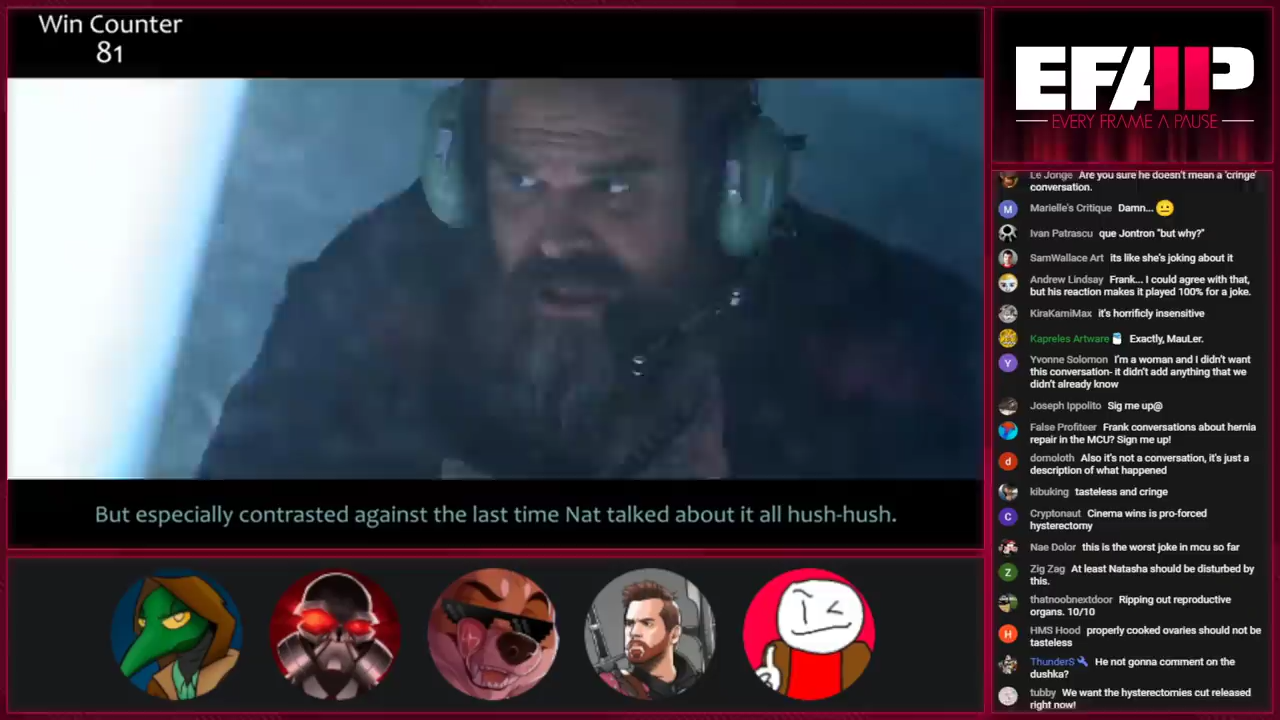 Win Counter
81
But especially contrasted against the last time Nat talked about it all hush-hush.
EFAP
EVERY FRAME A PAUSE
Le Jonge Are you sure he doesn't mean a 'cringe'
conversation.
M Marielle's Critique Damn...
Ivan Patrascu que Jontron "but why?"
SamWallace Art its like she's joking about it
Andrew Lindsay Frank... I could agree with that,
but his reaction makes it played 100% for a joke.
KiraKamiMax it's horrificly insensitive
Kapreles Artware Exactly, MauLer.
Y Yvonne Solomon I'm a woman and I didn't want
this conversation- it didn't add anything that we
didn't already know
Joseph Ippolito Sig me up@
False Profiteer Frank conversations about hernia
repair in the MCU? Sign me up!
d domoloth Also it's not a conversation, it's just a
description of what happened
kibuking tasteless and cringe
C Cryptonaut Cinema wins is pro-forced
hysterectomy
Nae Dolor this is the worst joke in mcu so far
Z Zig Zag At least Natasha should be disturbed by
this.
thatnoobnextdoor Ripping out reproductive
organs. 10/10
H HMS Hood properly cooked ovaries should not be
tasteless
ThunderS He not gonna comment on the
dushka?
tubby We want the hysterectomies cut released
right now!